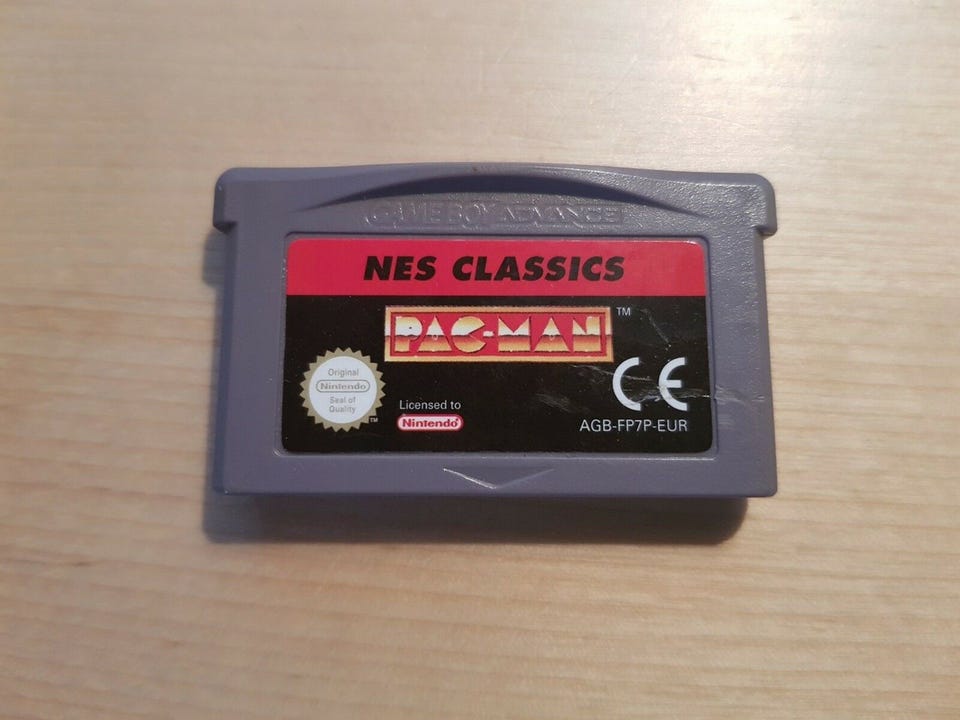 GAME BOY ADVANCE
NES CLASSICS
PAC-MAN™
Original
Nintendo
Seal of
Quality
™
Licensed to
Nintendo
CE
AGB-FP7P-EUR